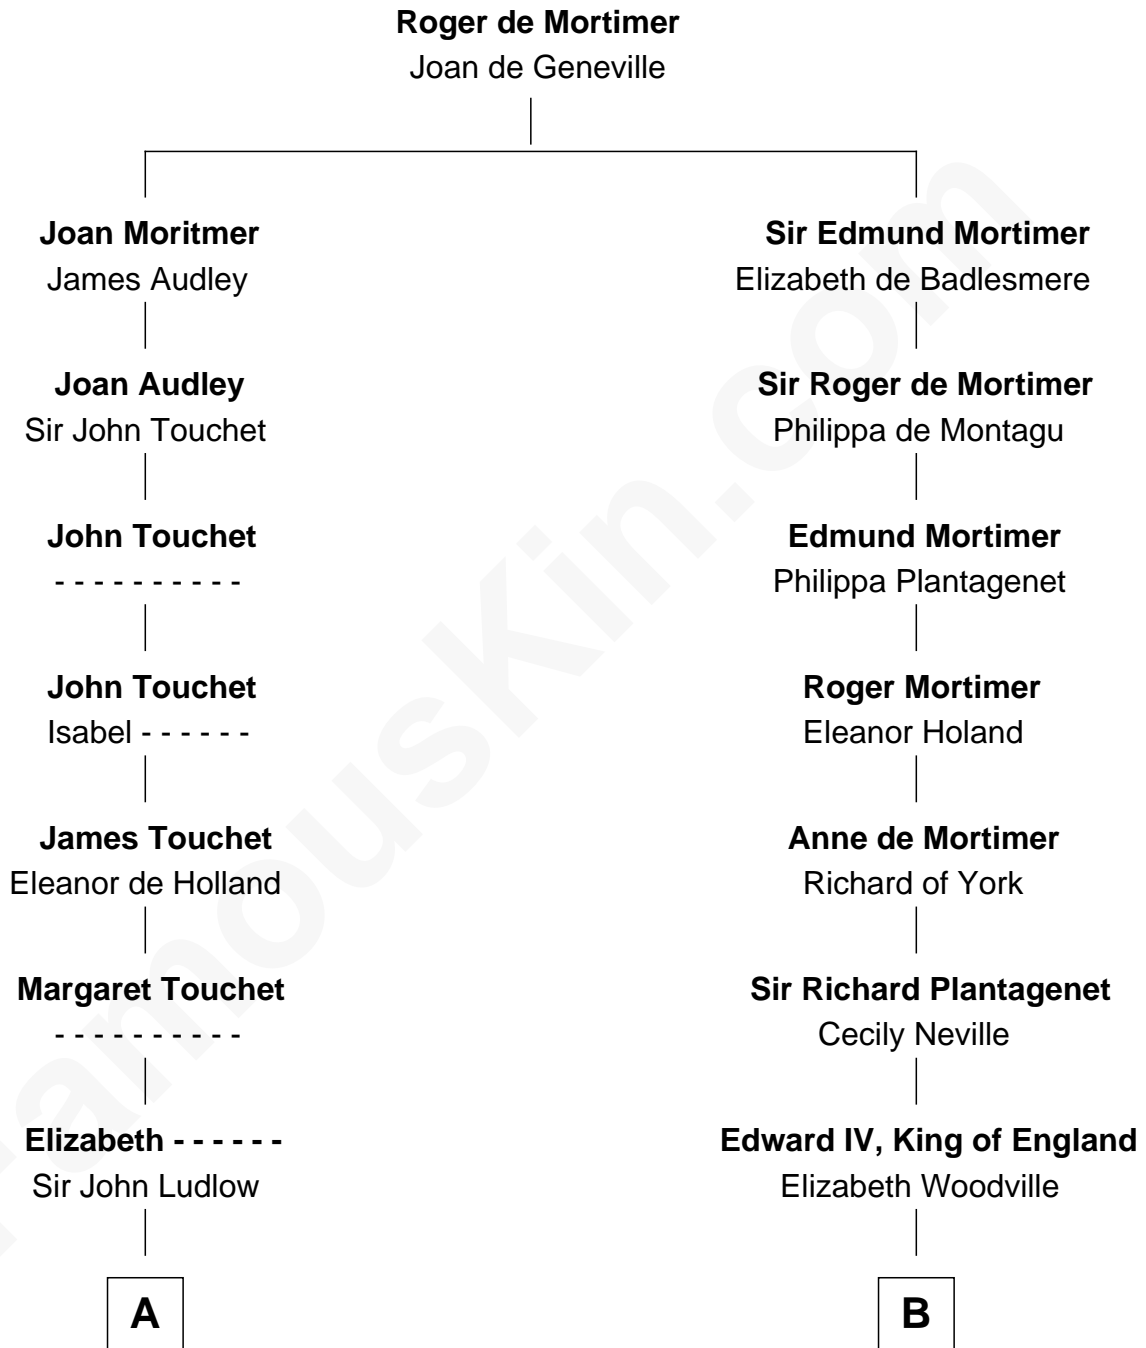 Roger de Mortimer
Joan de Geneville
Joan Moritmer
James Audley
Joan Audley
Sir John Touchet
John Touchet
- - - - - - - - - -
John Touchet
Isabel - - - - - -
James Touchet
Eleanor de Holland
Margaret Touchet
- - - - - - - - - -
Elizabeth - - - - - -
Sir John Ludlow
A
Sir Edmund Mortimer
Elizabeth de Badlesmere
Sir Roger de Mortimer
Philippa de Montagu
Edmund Mortimer
Philippa Plantagenet
Roger Mortimer
Eleanor Holand
Anne de Mortimer
Richard of York
Sir Richard Plantagenet
Cecily Neville
Edward IV, King of England
Elizabeth Woodville
B
FamousKin.com